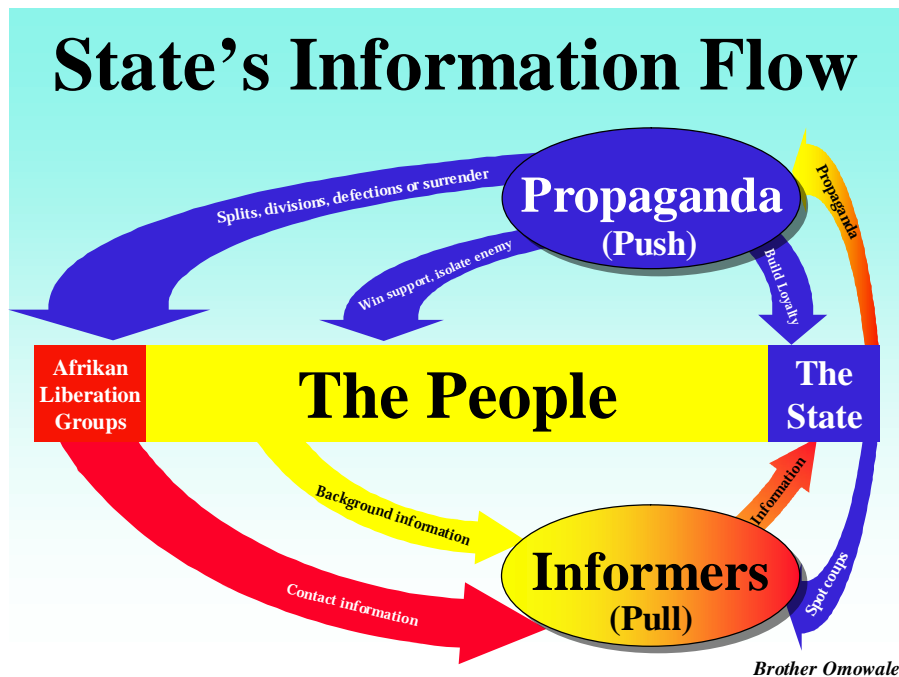 State’s Information Flow
Propaganda
(Push)
Propaganda
Splits, divisions, defections or surrender
Win support, isolate enemy
Build Loyalty
Afrikan
Liberation
Groups
The People
The
State
Background information
Contact information
Information
Informers
(Pull)
Spot coups
Brother Omowale